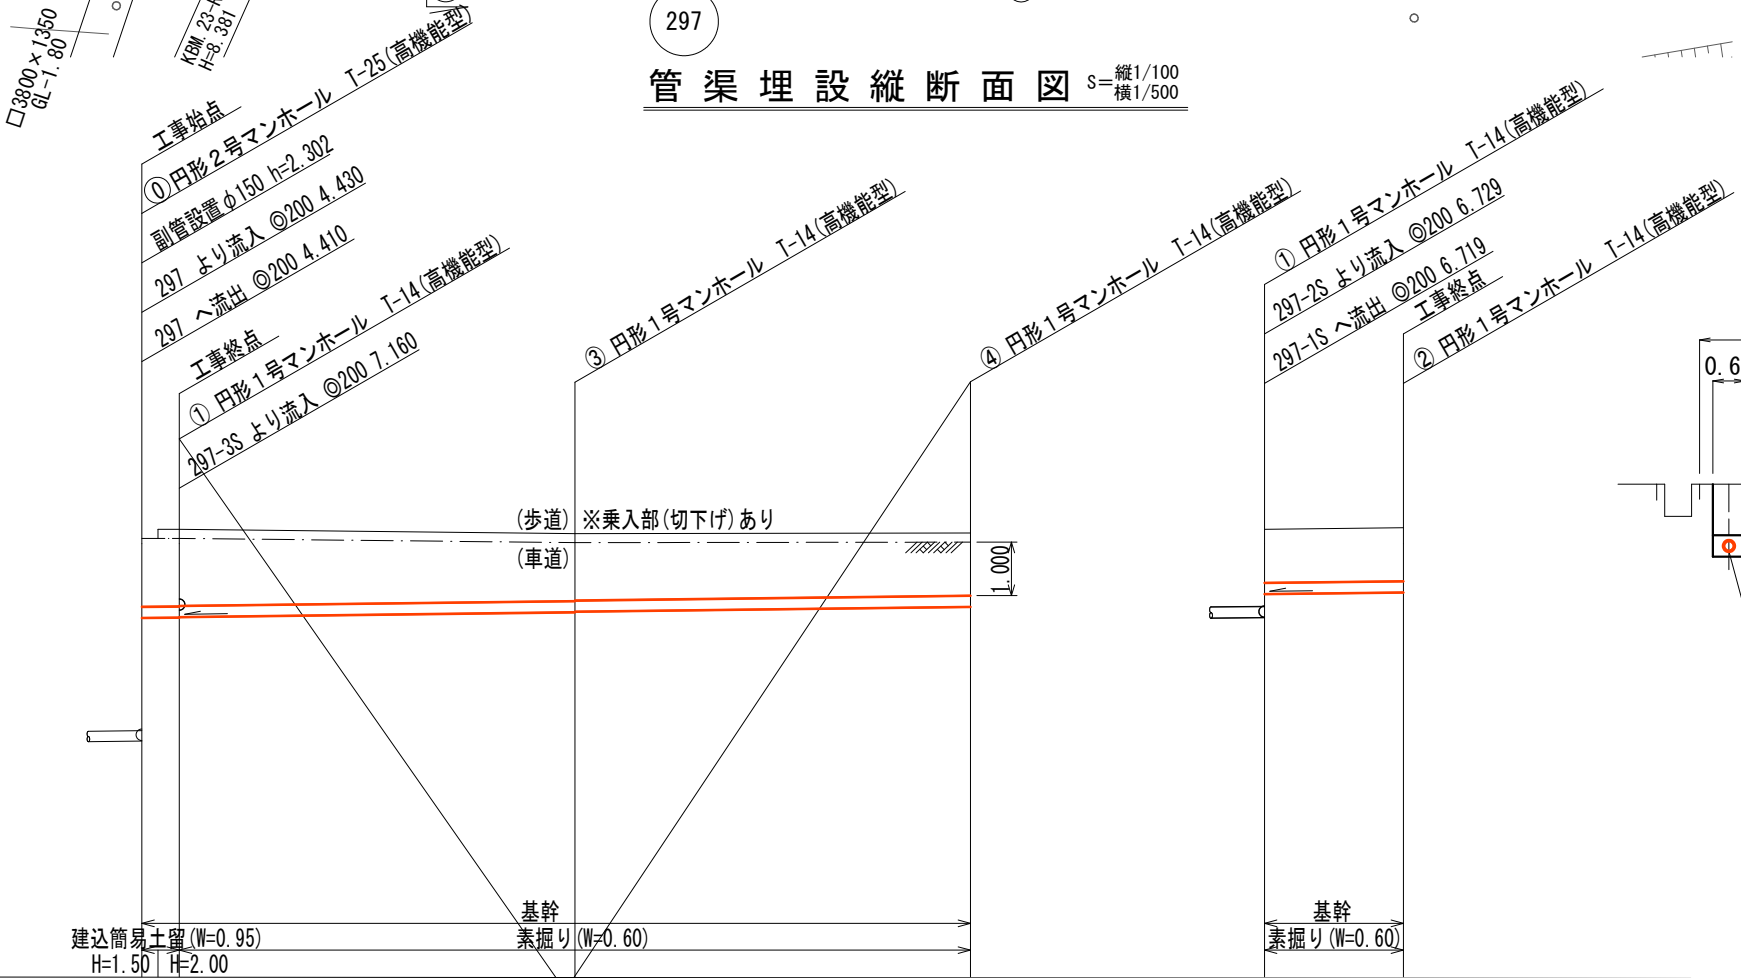 □3800×1350
GL-1.80
KBM.23-
H=8.381
297
管渠埋設縦断面図 S=縦1/100
横1/500
工事始点
⓪円形2号マンホール T-25(高機能型)
副管設置φ150 h=2.302
297 より流入 ◎200 4.430
297 へ流出 ◎200 4.410
工事終点
① 円形1号マンホール T-14(高機能型)
297-3S より流入 ◎200 7.160
③ 円形1号マンホール T-14(高機能型)
④ 円形1号マンホール T-14(高機能型)
① 円形1号マンホール T-14(高機能型)
297-2S より流入 ◎200 6.729
297-1S へ流出 ◎200 6.719
工事終点
② 円形1号マンホール T-14(高機能型)
0.6
(歩道) ※乗入部(切下げ)あり
(車道)
1.000
基幹
建込簡易土留(W=0.95)
素掘り(W=0.60)
H=1.50 H=2.00
基幹
素掘り(W=0.60)